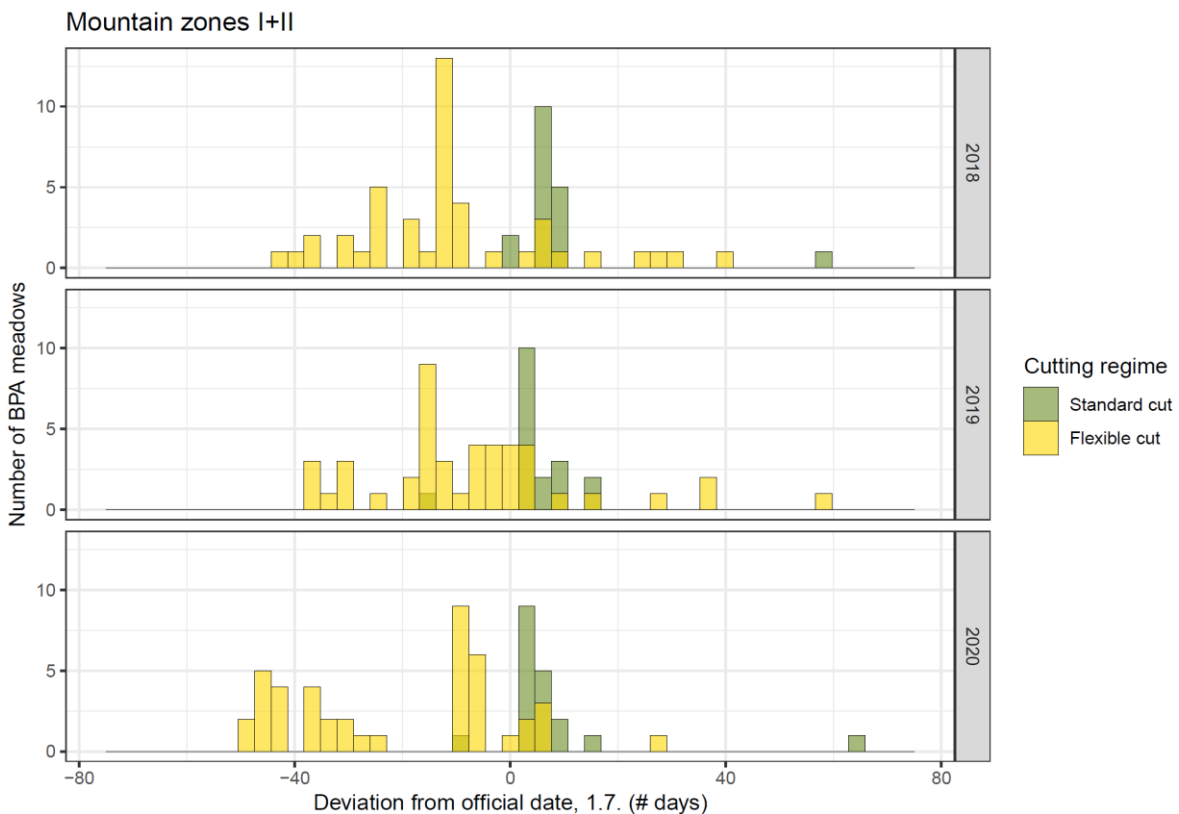 Mountain zones I+II
Number of BPA meadows
10
5
0
2018
10
5
0
2019
10
5
0
2020
−80
−40
0
40
80
Deviation from official date, 1.7. (# days)
Cutting regime
Standard cut
Flexible cut